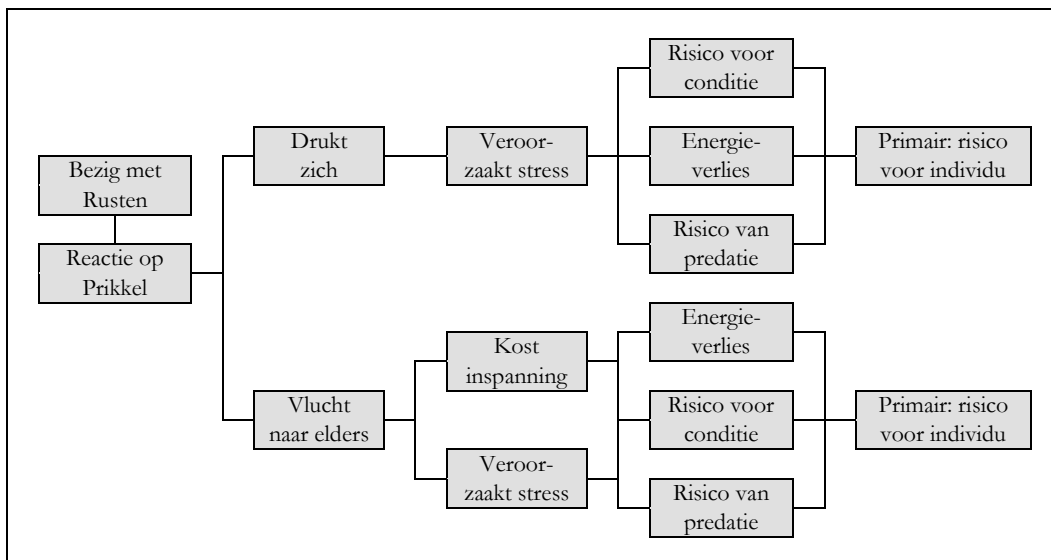 Bezig met
Rusten
Reactie op
Prikkel
Drukt
zich
Veroor-
zaakt stress
Risico voor
conditie
Energie-
verlies
Risico van
predatie
Primair: risico
voor individu
Vlucht
naar elders
Kost
inspanning
Veroor-
zaakt stress
Energie-
verlies
Risico voor
conditie
Risico van
predatie
Primair: risico
voor individu